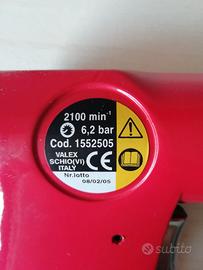 2100 min⁻¹
6,2 bar
Cod. 1552505
VALEX
SCHIO(VI)
ITALY
CE
Nr.lotto
08/02/05
subito